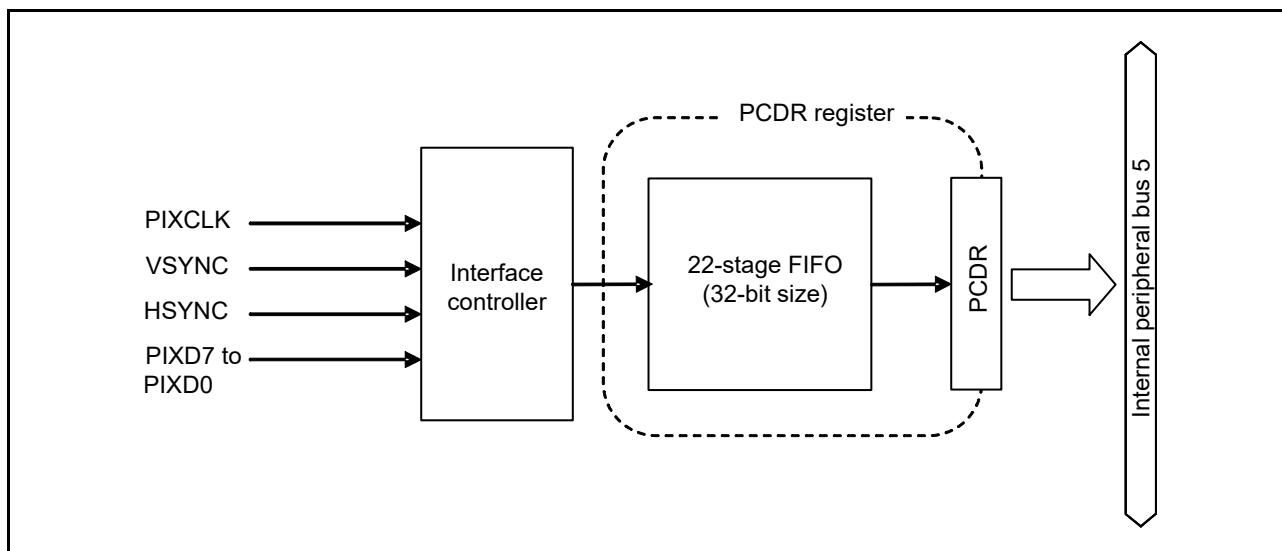 PCDR register
PIXCLK
VSYNC
HSYNC
PIXD7 to
PIXD0
Interface
controller
22-stage FIFO
(32-bit size)
PCDR
Internal peripheral bus 5